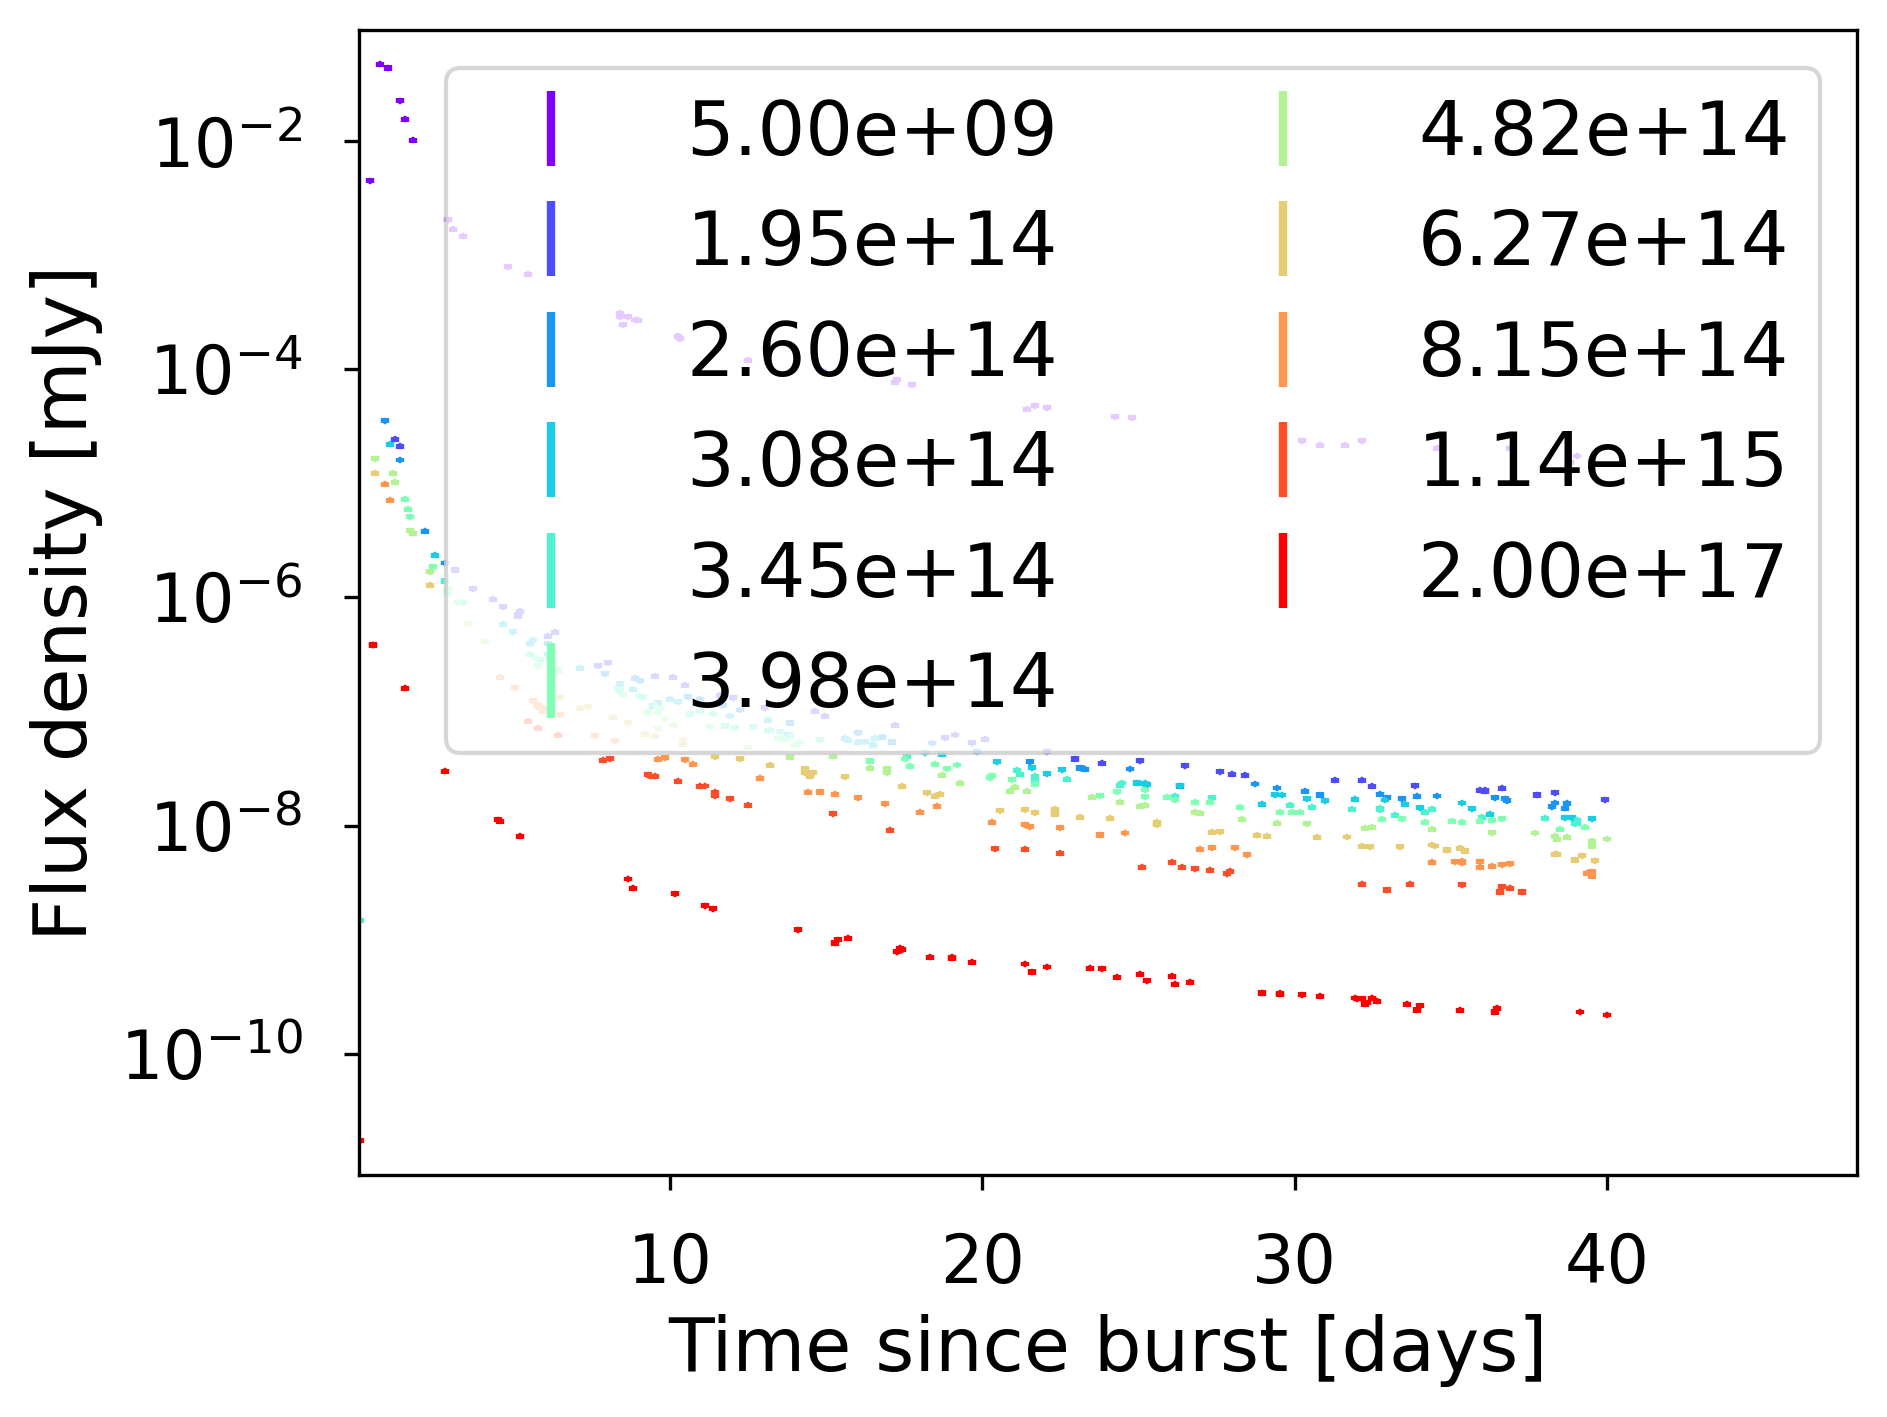 Flux density [mJy]
10⁻²
10⁻⁴
10⁻⁶
10⁻⁸
10⁻¹⁰
5.00e+09
1.95e+14
2.60e+14
3.08e+14
3.45e+14
3.98e+14
4.82e+14
6.27e+14
8.15e+14
1.14e+15
2.00e+17
10 20 30 40
Time since burst [days]